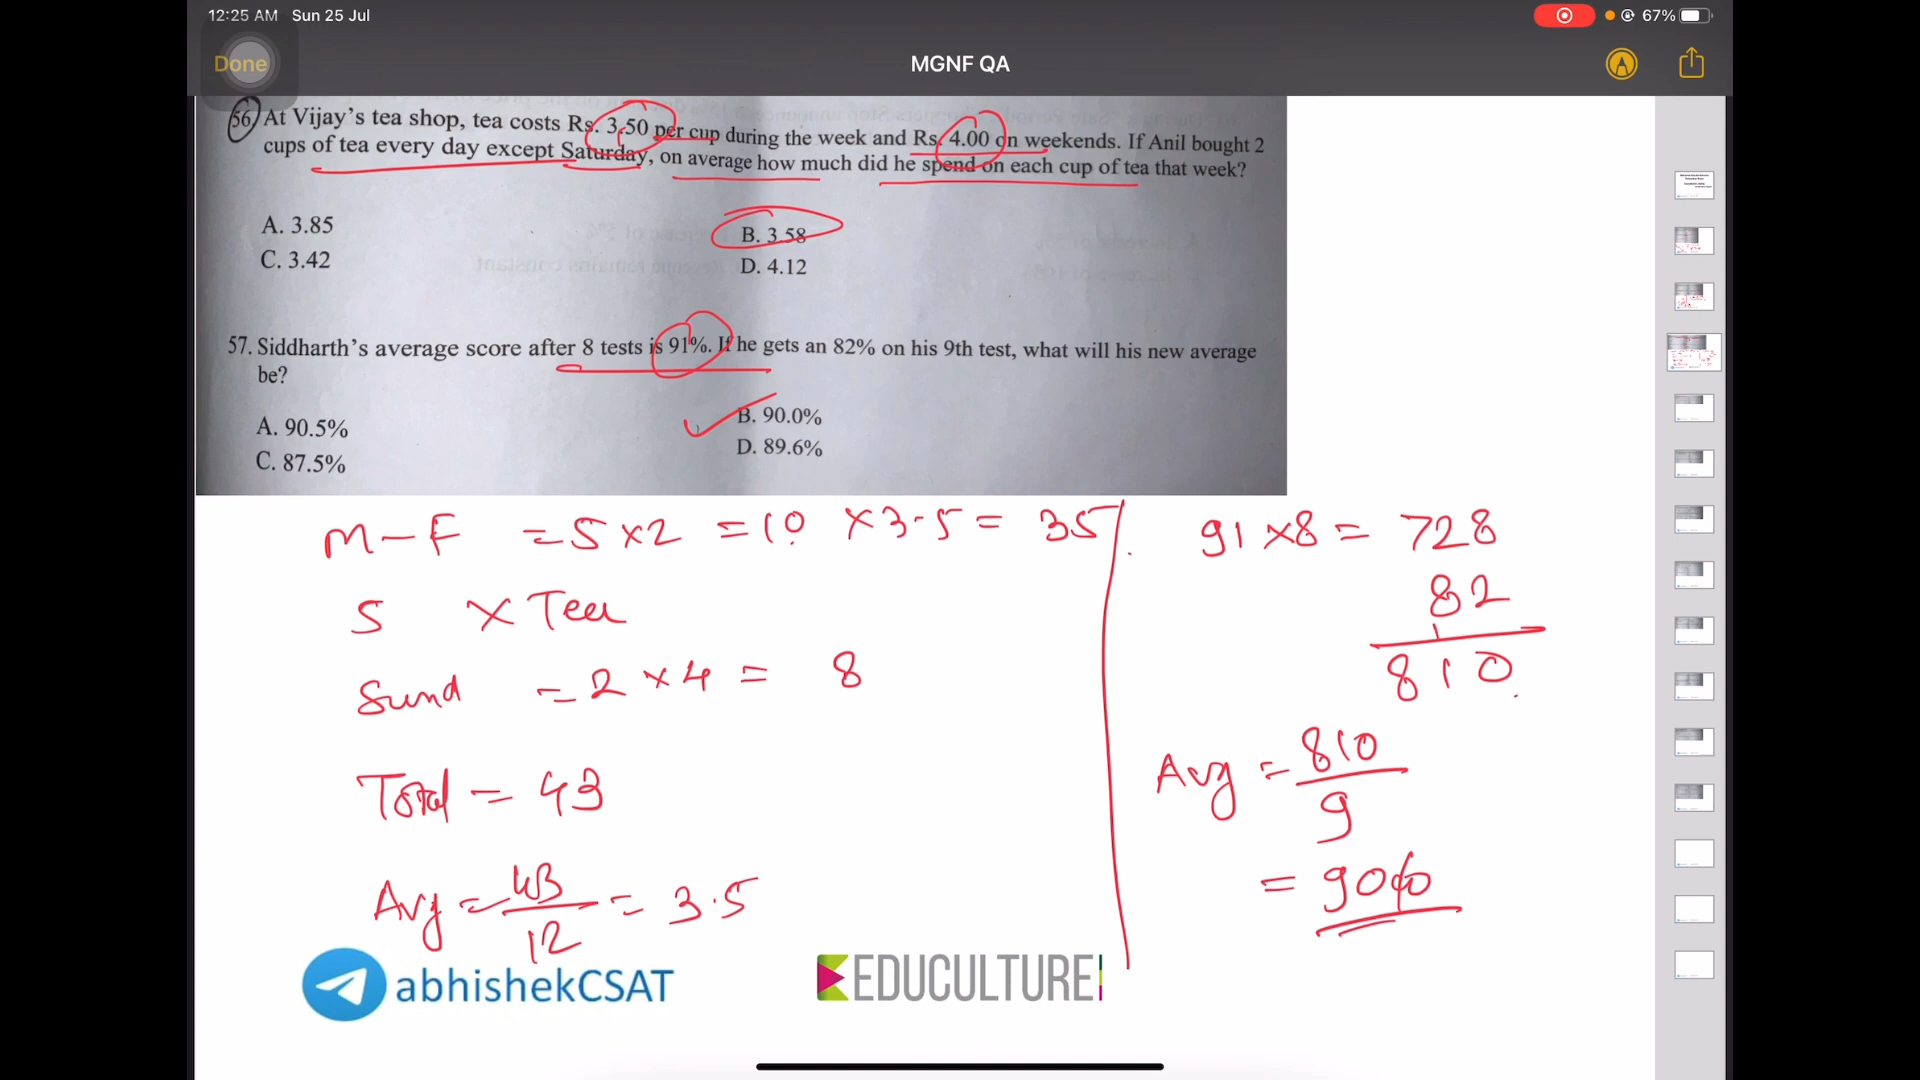 12:25 AM Sun 25 Jul
67%
Done
MGNF QA
56. At Vijay's tea shop, tea costs Rs. 3.50 per cup during the week and Rs. 4.00 on weekends. If Anil bought 2
cups of tea every day except Saturday, on average how much did he spend on each cup of tea that week?
A. 3.85
B. 3.58
C. 3.42
D. 4.12
57. Siddharth's average score after 8 tests is 91%. If he gets an 82% on his 9th test, what will his new average
be?
A. 90.5%
B. 90.0%
C. 87.5%
D. 89.6%
M-F = 5x2 = 10 x 3.5 = 35
S x Tea
Sund = 2 x 4 = 8
Total = 43
Avg = 43/12 = 3.5
91 x 8 = 728
82
810
Avg = 810/9
= 90%
abhishekCSAT
EDUCULTURE